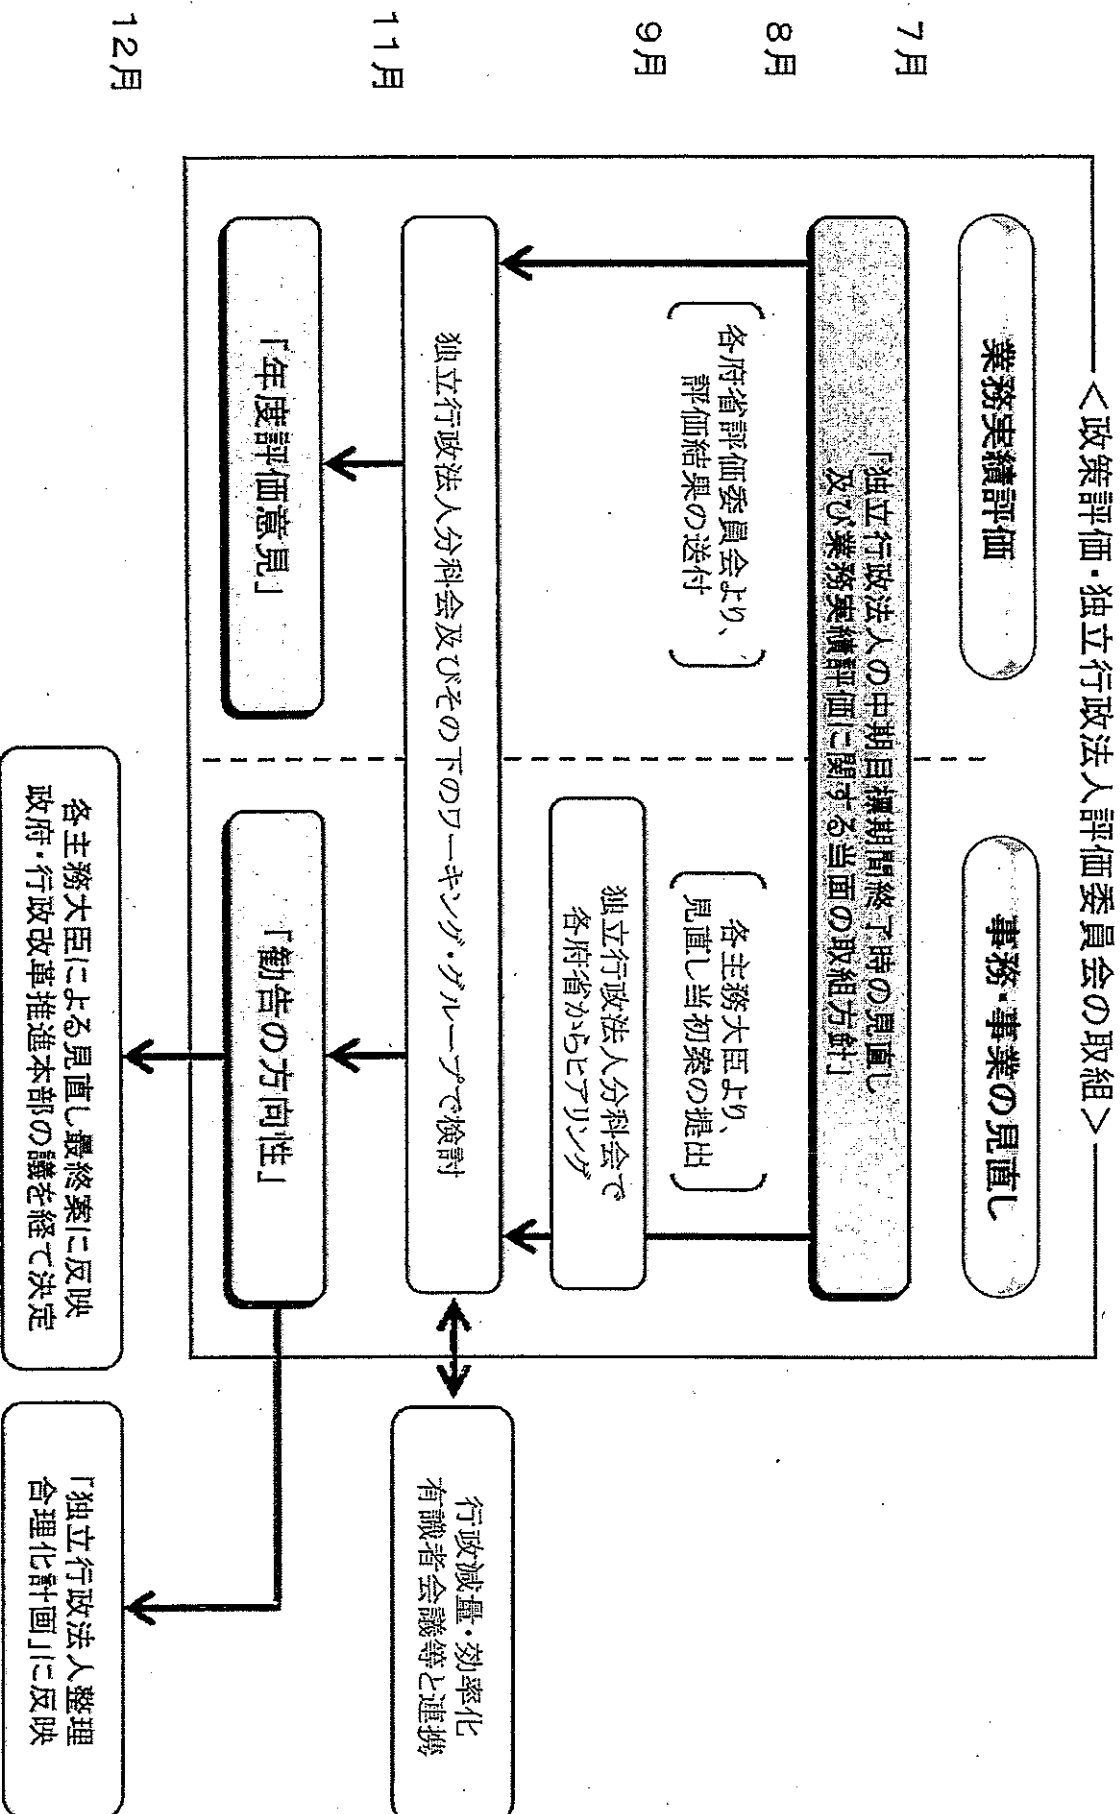 ＜政策評価・独立行政法人評価委員会の取組＞
業務実績評価
事務・事業の見直し
7月
「独立行政法人の中期目標期間終了時の見直し
及び業務実績評価に関する当面の取組方針」
8月
各府省評価委員会より、
評価結果の送付
各主務大臣より、
見直し当初案の提出
9月
独立行政法人分科会で
各府省からヒアリング
独立行政法人分科会及びその下のワーキング・グループで検討
行政減量・効率化
有識者会議等と連携
11月
「年度評価意見」
「勧告の方向性」
12月
各主務大臣による見直し最終案に反映
政府・行政改革推進本部の議を経て決定
「独立行政法人整理
合理化計画」に反映